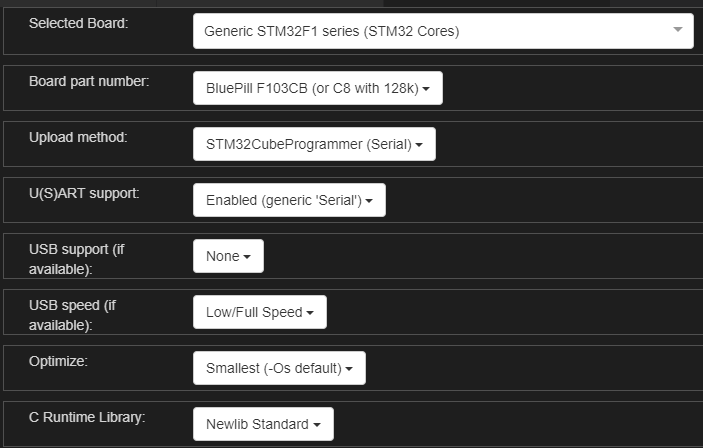 Selected Board:
Generic STM32F1 series (STM32 Cores)
Board part number:
BluePill F103CB (or C8 with 128k)
Upload method:
STM32CubeProgrammer (Serial)
U(S)ART support:
Enabled (generic 'Serial')
USB support (if
available):
None
USB speed (if
available):
Low/Full Speed
Optimize:
Smallest (-Os default)
C Runtime Library:
Newlib Standard